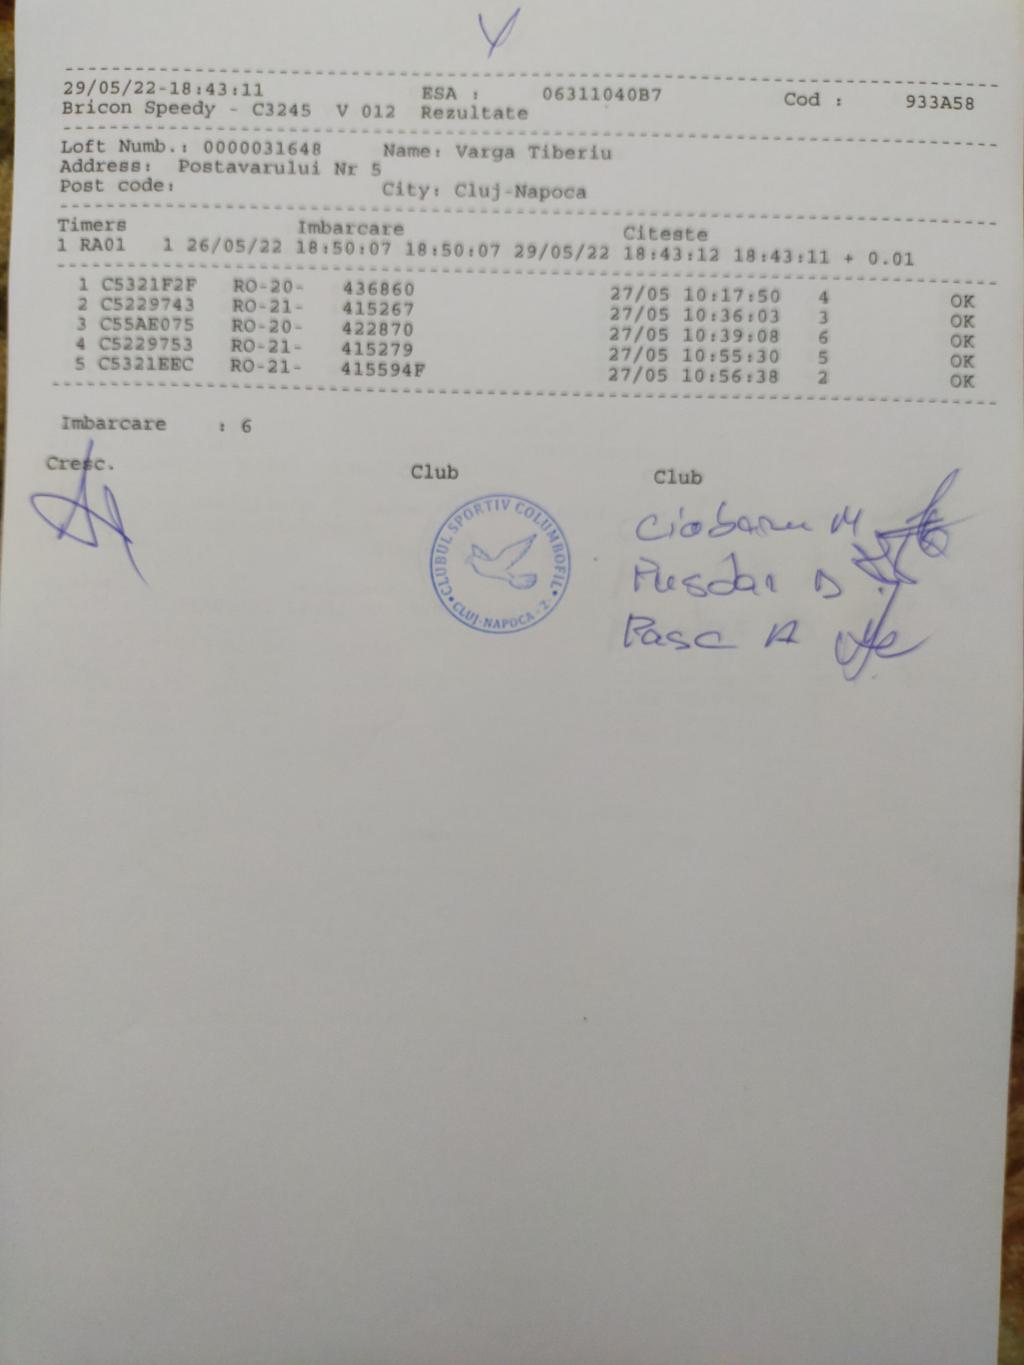 29/05/22-18:43:11 ESA : 06311040B7 Cod : 933A58
Bricon Speedy - C3245 V 012 Rezultate
Loft Numb.: 0000031648 Name: Varga Tiberiu
Address: Postavarului Nr 5
Post code: City: Cluj-Napoca
Timers Imbarcare Citeste
1 RA01 1 26/05/22 18:50:07 18:50:07 29/05/22 18:43:12 18:43:11 + 0.01
1 C5321F2F RO-20- 436860 27/05 10:17:50 4 OK
2 C5229743 RO-21- 415267 27/05 10:36:03 3 OK
3 C55AE075 RO-20- 422870 27/05 10:39:08 6 OK
4 C5229753 RO-21- 415279 27/05 10:55:30 5 OK
5 C5321EEC RO-21- 415594F 27/05 10:56:38 2 OK
Imbarcare : 6
Cresc. Club Club
CLUBUL SPORTIV COLUMBOFIL
CLUJ-NAPOCA - 2
Ciobanu M
D
Pasc A